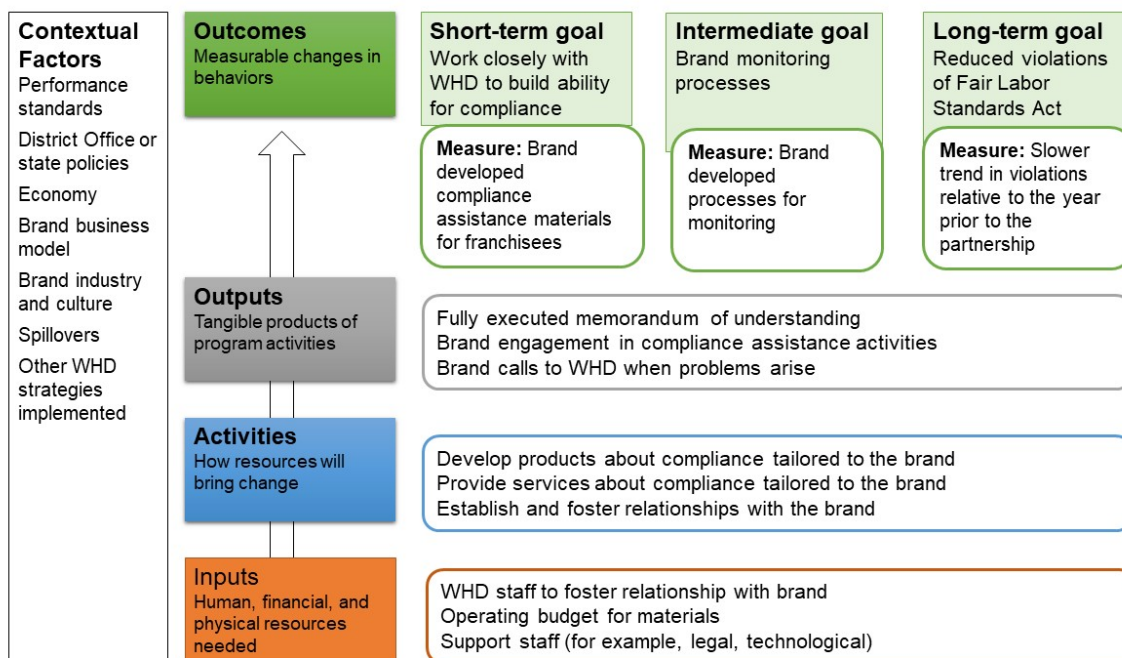 Contextual
Factors
Performance
standards
District Office or
state policies
Economy
Brand business
model
Brand industry
and culture
Spillovers
Other WHD
strategies
implemented
Outcomes
Measurable changes in
behaviors
Short-term goal
Work closely with
WHD to build ability
for compliance
Measure: Brand
developed
compliance
assistance materials
for franchisees
Intermediate goal
Brand monitoring
processes
Measure: Brand
developed
processes for
monitoring
Long-term goal
Reduced violations
of Fair Labor
Standards Act
Measure: Slower
trend in violations
relative to the year
prior to the
partnership
Outputs
Tangible products of
program activities
Fully executed memorandum of understanding
Brand engagement in compliance assistance activities
Brand calls to WHD when problems arise
Activities
How resources will
bring change
Develop products about compliance tailored to the brand
Provide services about compliance tailored to the brand
Establish and foster relationships with the brand
Inputs
Human, financial, and
physical resources
needed
WHD staff to foster relationship with brand
Operating budget for materials
Support staff (for example, legal, technological)